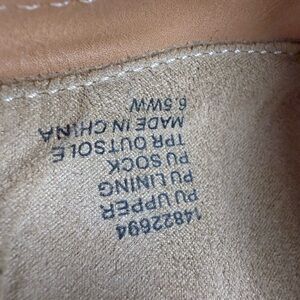 14822694
PU UPPER
PU LINING
PU SOCK
TPR OUTSOLE
MADE IN CHINA
6.5WW